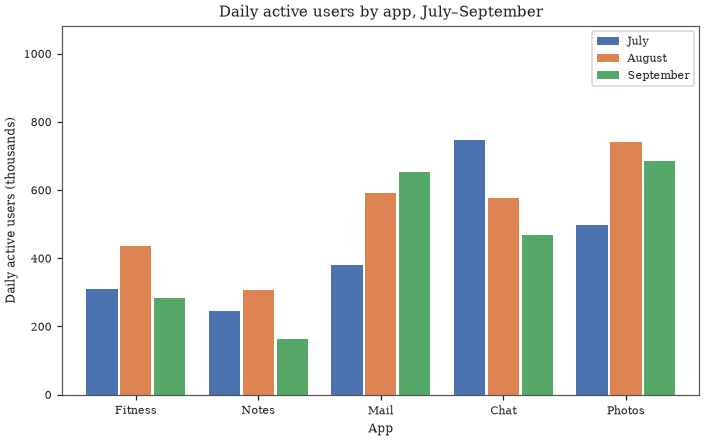 Daily active users by app, July–September
July
August
September
Daily active users (thousands)
1000
800
600
400
200
0
Fitness Notes Mail Chat Photos
App